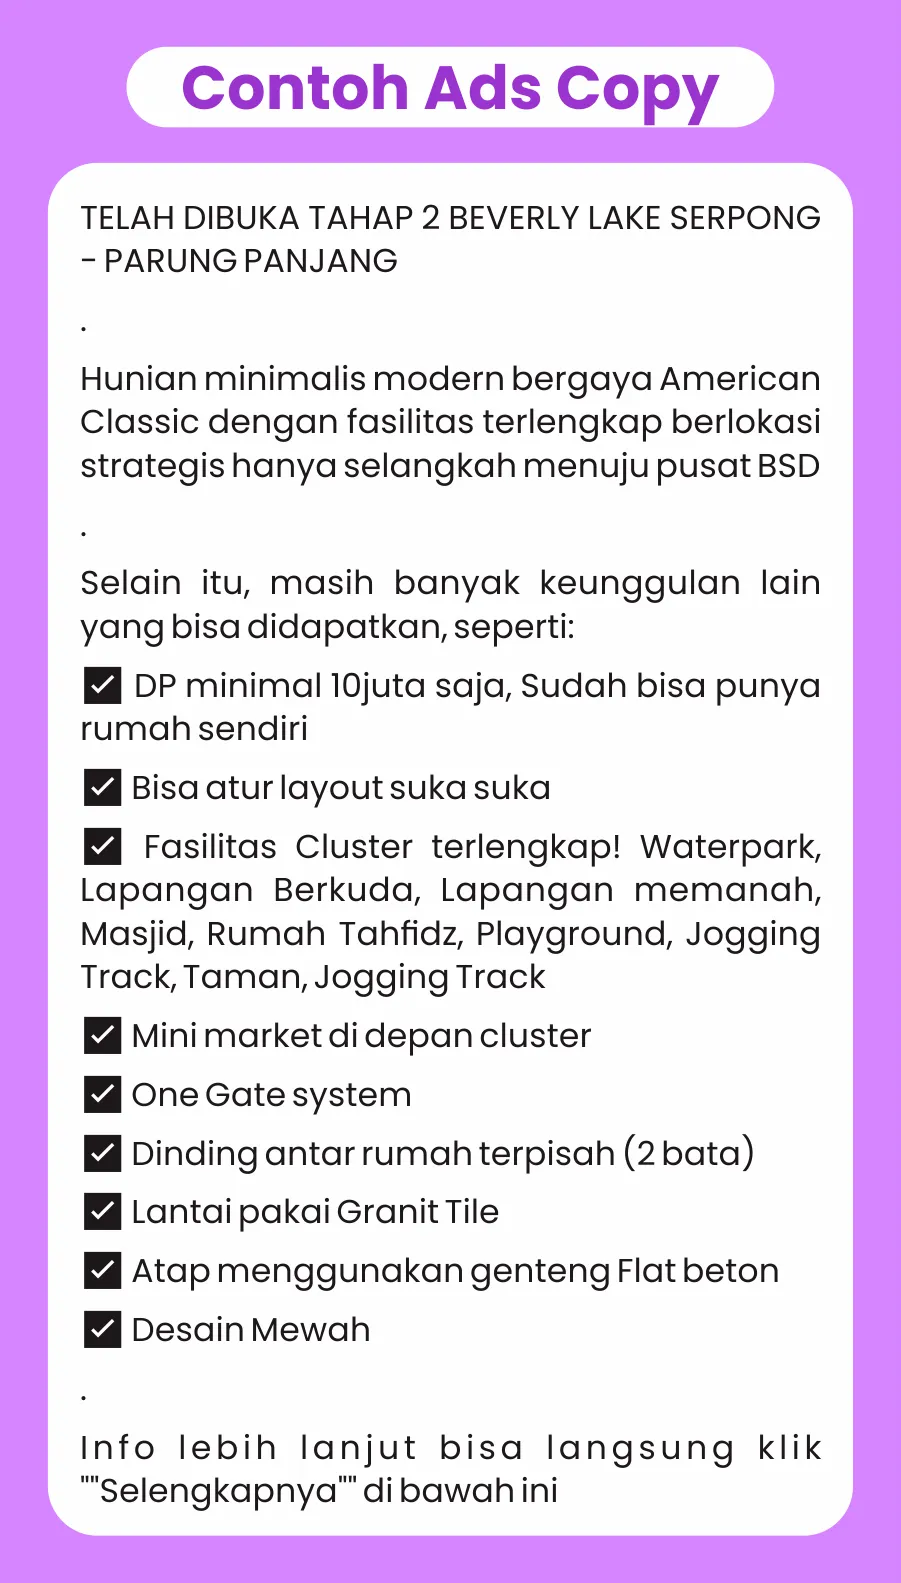 Contoh Ads Copy
TELAH DIBUKA TAHAP 2 BEVERLY LAKE SERPONG
- PARUNG PANJANG
.
Hunian minimalis modern bergaya American
Classic dengan fasilitas terlengkap berlokasi
strategis hanya selangkah menuju pusat BSD
.
Selain itu, masih banyak keunggulan lain
yang bisa didapatkan, seperti:
✅ DP minimal 10juta saja, Sudah bisa punya
rumah sendiri
✅ Bisa atur layout suka suka
✅ Fasilitas Cluster terlengkap! Waterpark,
Lapangan Berkuda, Lapangan memanah,
Masjid, Rumah Tahfidz, Playground, Jogging
Track, Taman, Jogging Track
✅ Mini market di depan cluster
✅ One Gate system
✅ Dinding antar rumah terpisah (2 bata)
✅ Lantai pakai Granit Tile
✅ Atap menggunakan genteng Flat beton
✅ Desain Mewah
.
Info lebih lanjut bisa langsung klik
""Selengkapnya"" di bawah ini